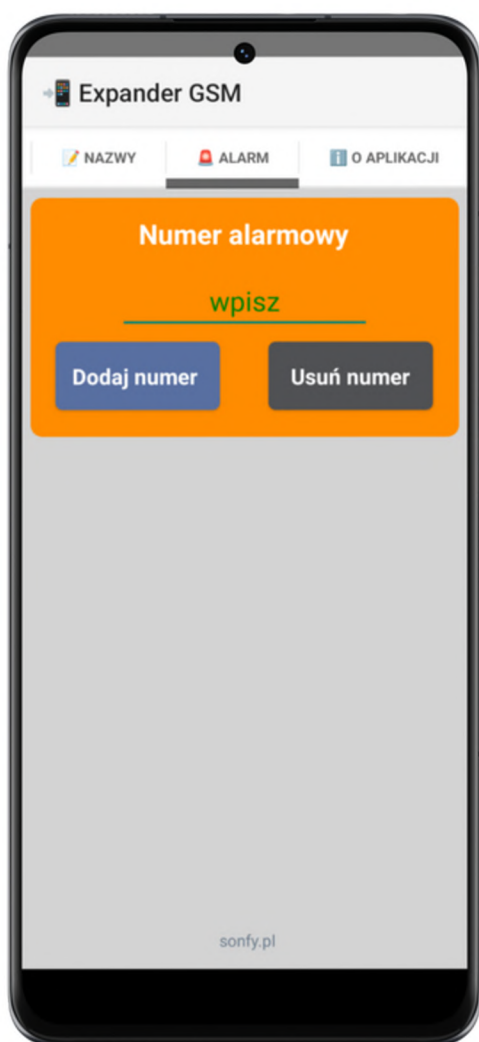 Expander GSM
NAZWY ALARM O APLIKACJI
Numer alarmowy
wpisz
Dodaj numer Usuń numer
sonfy.pl